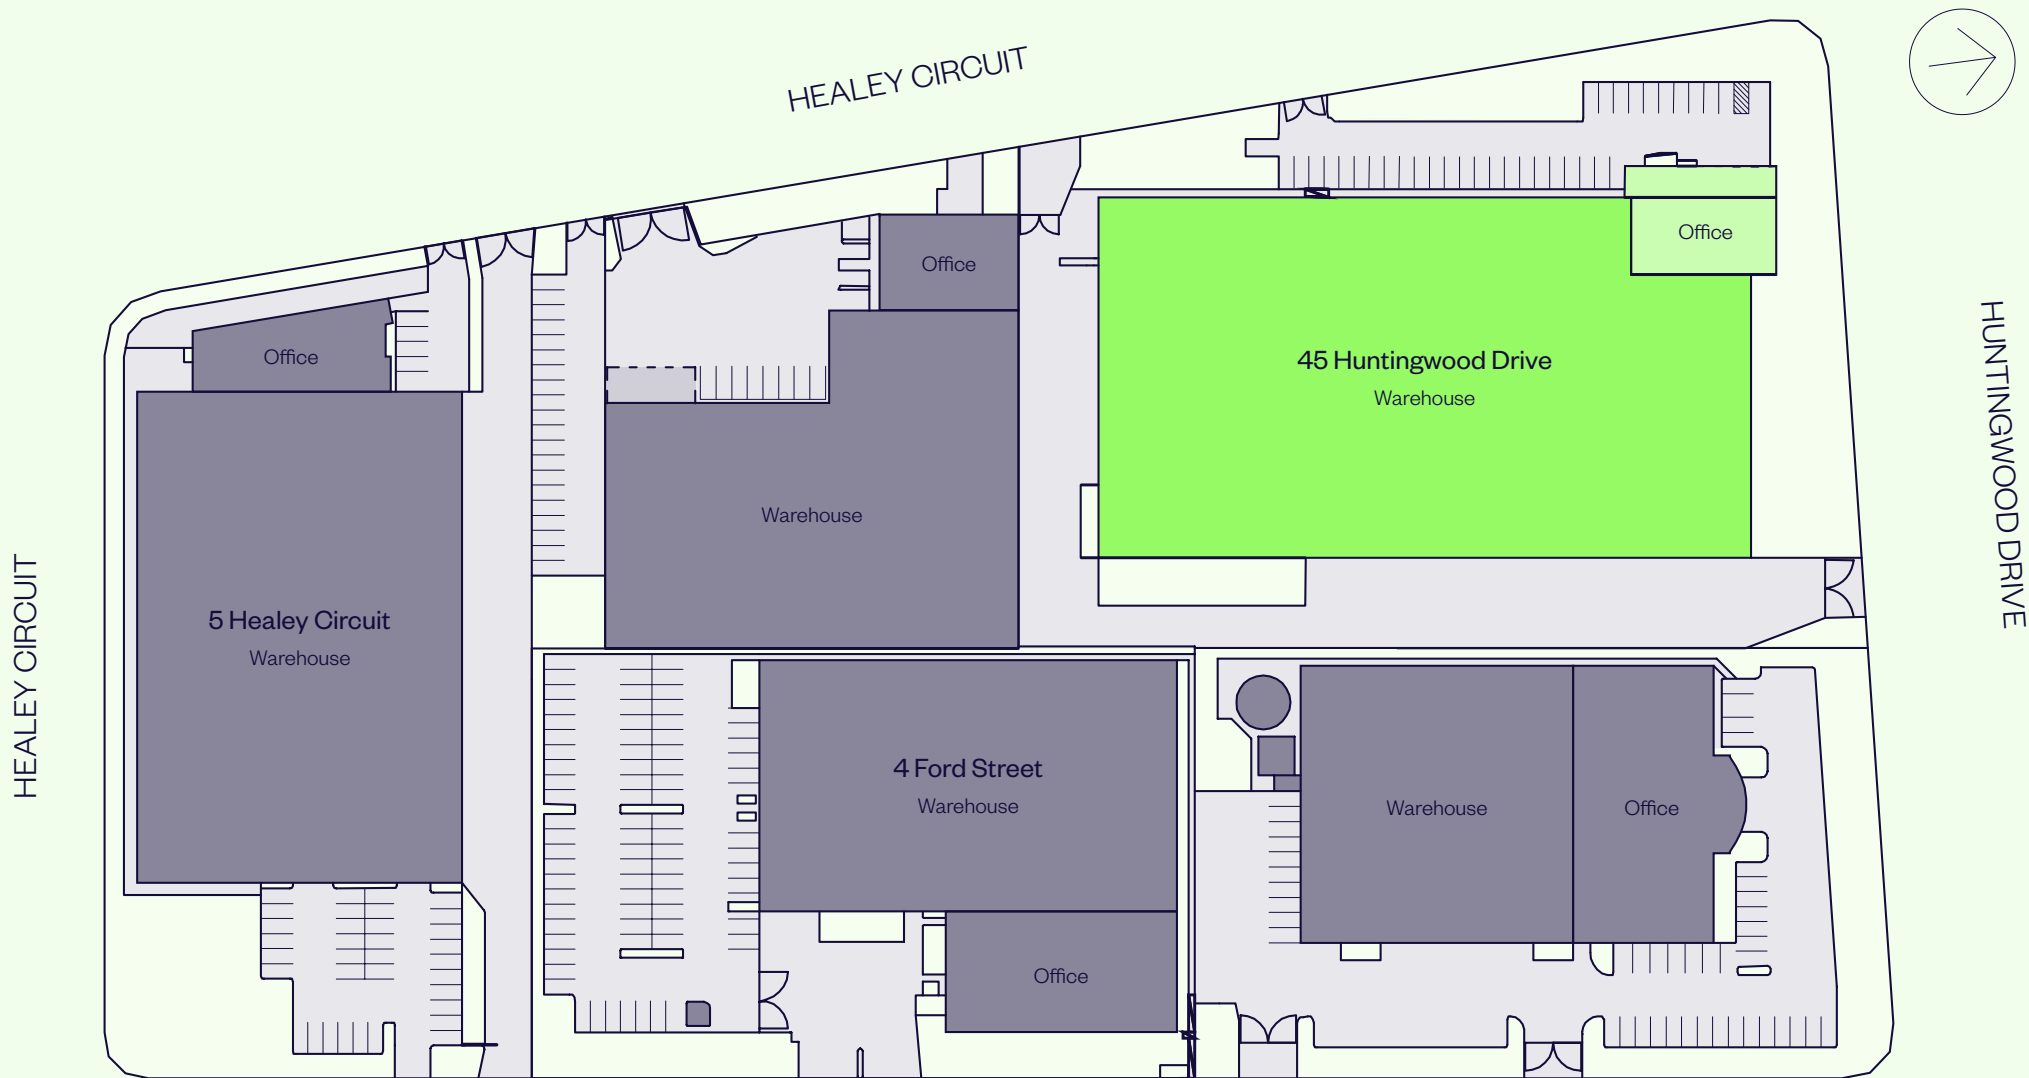 HEALEY CIRCUIT
Office
Office
Office
45 Huntingwood Drive
Warehouse
HUNTINGWOOD DRIVE
Warehouse
5 Healey Circuit
Warehouse
HEALEY CIRCUIT
4 Ford Street
Warehouse
Warehouse
Office
Office